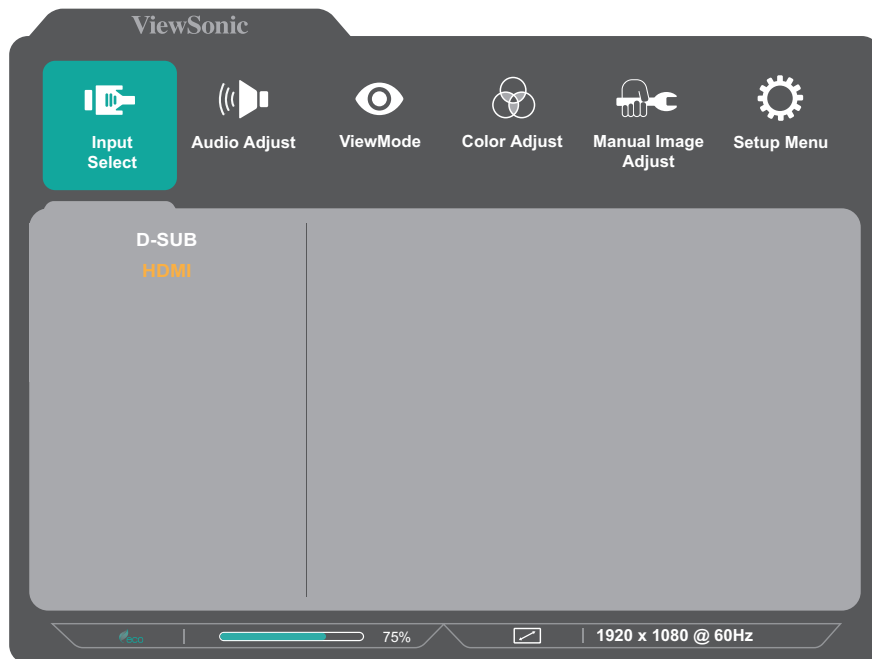 ViewSonic
Input
Select
Audio Adjust
ViewMode
Color Adjust
Manual Image
Adjust
Setup Menu
D-SUB
HDMI
eco
75%
1920 x 1080 @ 60Hz